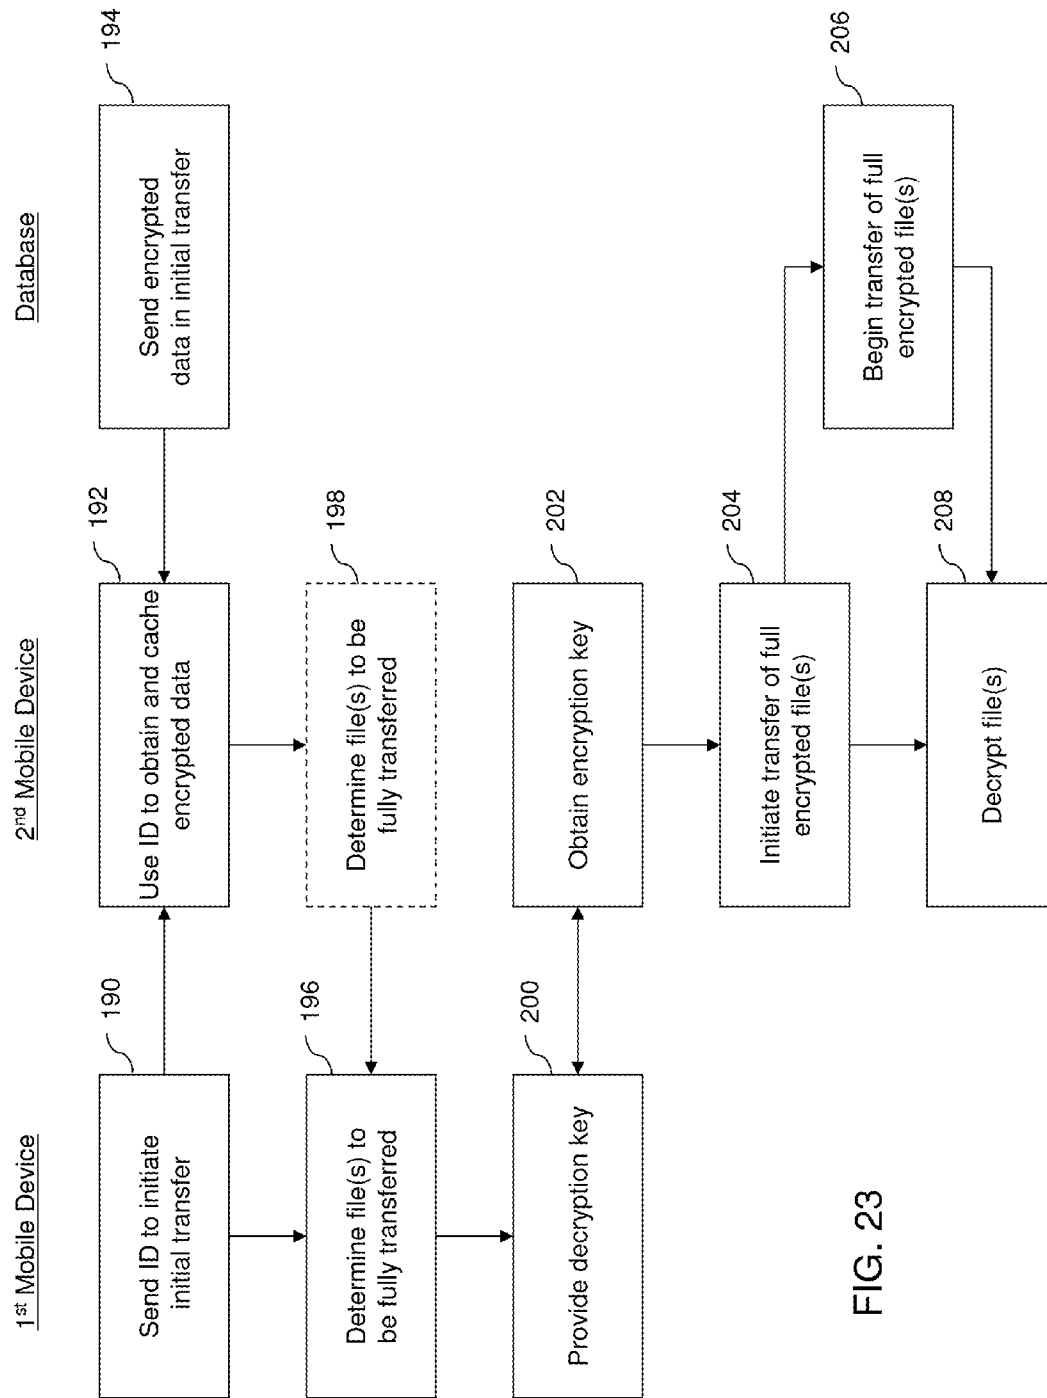 1st Mobile Device
2nd Mobile Device
Database
190
Send ID to initiate
initial transfer
192
Use ID to obtain and cache
encrypted data
194
Send encrypted
data in initial transfer
196
Determine file(s) to
be fully transferred
198
Determine file(s) to be
fully transferred
200
Provide decryption key
202
Obtain encryption key
204
Initiate transfer of full
encrypted file(s)
206
Begin transfer of full
encrypted file(s)
208
Decrypt file(s)
FIG. 23